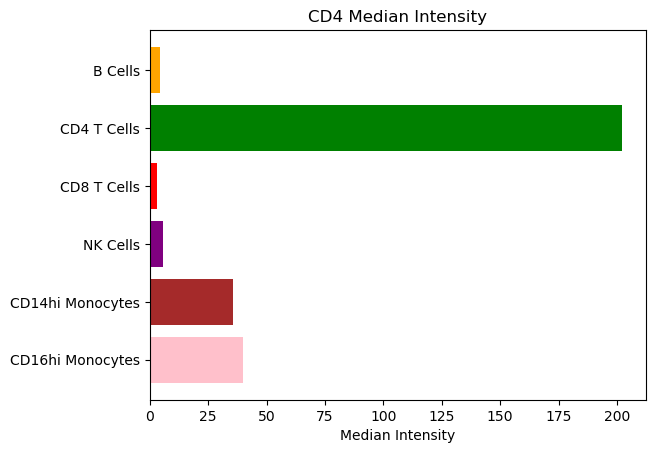 CD4 Median Intensity
B Cells
CD4 T Cells
CD8 T Cells
NK Cells
CD14hi Monocytes
CD16hi Monocytes
0 25 50 75 100 125 150 175 200
Median Intensity